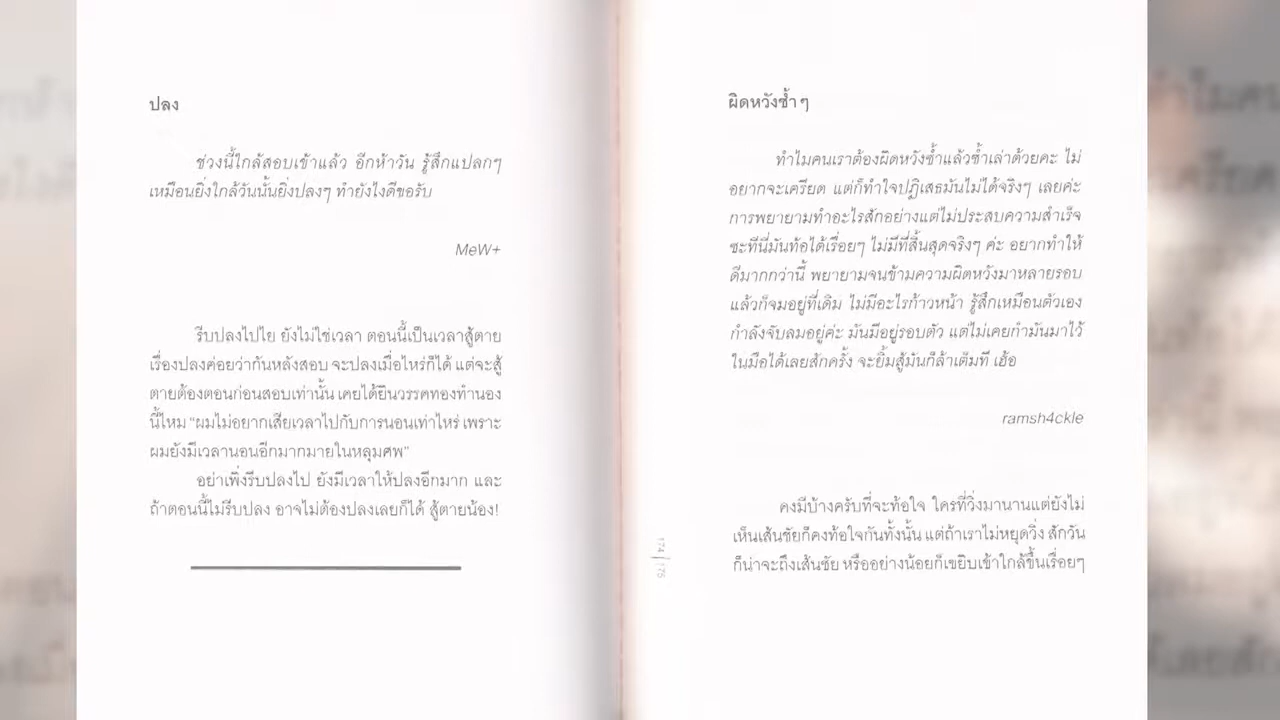 ปลง
ช่วงนี้ใกล้สอบเข้าแล้ว อีกห้าวัน รู้สึกแปลกๆ
เหมือนยิ่งใกล้วันนั้นยิ่งปลงๆ ทำยังไงดีขอรับ
MeW+
รีบปลงไปไย ยังไม่ใช่เวลา ตอนนี้เป็นเวลาสู้ตาย
เรื่องปลงค่อยว่ากันหลังสอบ จะปลงเมื่อไหร่ก็ได้ แต่จะสู้
ตายต้องตอนก่อนสอบเท่านั้น เคยได้ยินวรรคทองทำนอง
นี้ไหม “ผมไม่อยากเสียเวลาไปกับการนอนเท่าไหร่ เพราะ
ผมยังมีเวลานอนอีกมากมายในหลุมศพ”
อย่าเพิ่งรีบปลงไป ยังมีเวลาให้ปลงอีกมาก และ
ถ้าตอนนี้ไม่รีบปลง อาจไม่ต้องปลงเลยก็ได้ สู้ตายน้อง!
ผิดหวังซ้ำๆ
ทำไมคนเราต้องผิดหวังซ้ำแล้วซ้ำเล่าด้วยคะ ไม่
อยากจะเครียด แต่ก็ทำใจปฏิเสธมันไม่ได้จริงๆ เลยค่ะ
การพยายามทำอะไรสักอย่างแต่ไม่ประสบความสำเร็จ
ซะทีนี่มันท้อได้เรื่อยๆ ไม่มีที่สิ้นสุดจริงๆ ค่ะ อยากทำให้
ดีมากกว่านี้ พยายามจนข้ามความผิดหวังมาหลายรอบ
แล้วก็จมอยู่ที่เดิม ไม่มีอะไรก้าวหน้า รู้สึกเหมือนตัวเอง
กำลังจับลมอยู่ค่ะ มันมีอยู่รอบตัว แต่ไม่เคยกำมันมาไว้
ในมือได้เลยสักครั้ง จะยิ้มสู้มันก็ล้าเต็มที เฮ้อ
ramsh4ckle
คงมีบ้างครับที่จะท้อใจ ใครที่วิ่งมานานแต่ยังไม่
เห็นเส้นชัยก็คงท้อใจกันทั้งนั้น แต่ถ้าเราไม่หยุดวิ่ง สักวัน
ก็น่าจะถึงเส้นชัย หรืออย่างน้อยก็เขยิบเข้าใกล้ขึ้นเรื่อยๆ
174 | 175